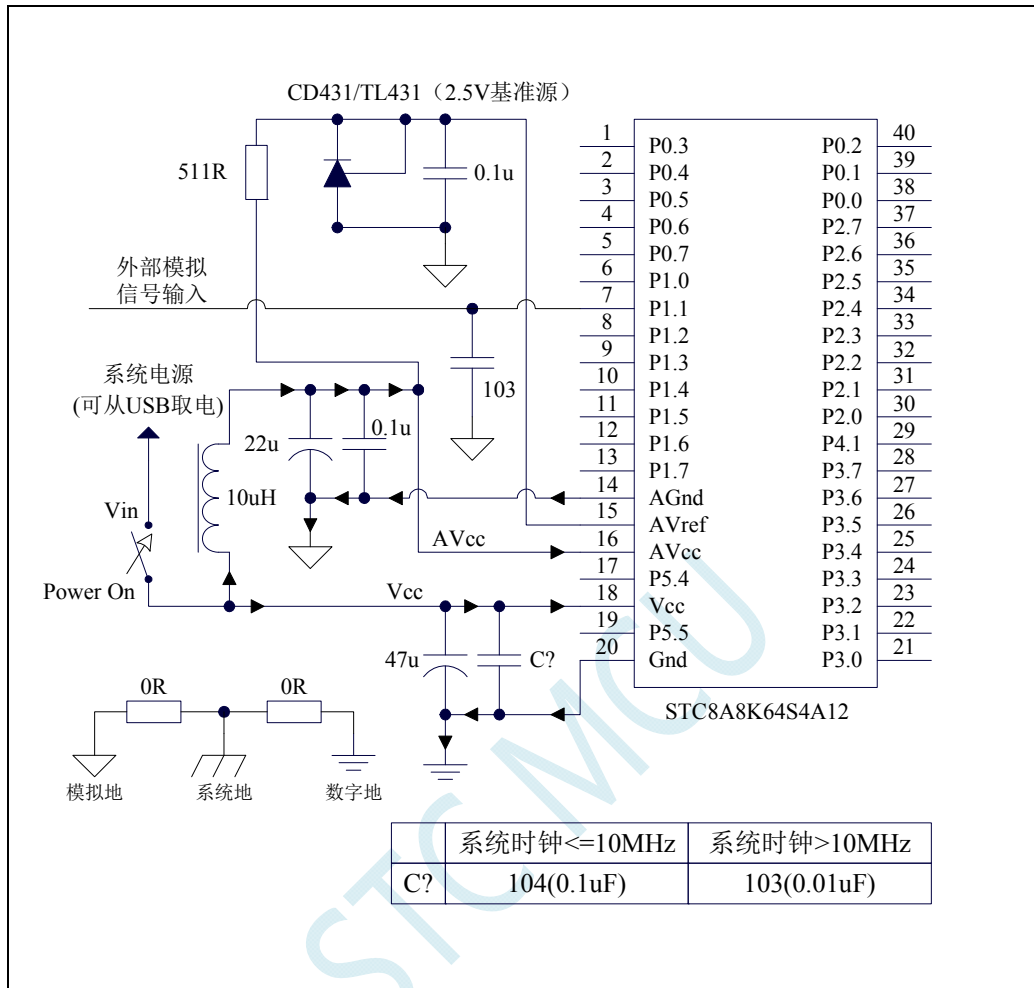 CD431/TL431（2.5V基准源）
511R
0.1u
外部模拟
信号输入
103
系统电源
(可从USB取电)
22u
0.1u
10uH
Vin
Power On
AVcc
Vcc
47u
C?
1 P0.3 P0.2 40
2 P0.4 P0.1 39
3 P0.5 P0.0 38
4 P0.6 P2.7 37
5 P0.7 P2.6 36
6 P1.0 P2.5 35
7 P1.1 P2.4 34
8 P1.2 P2.3 33
9 P1.3 P2.2 32
10 P1.4 P2.1 31
11 P1.5 P2.0 30
12 P1.6 P4.1 29
13 P1.7 P3.7 28
14 AGnd P3.6 27
15 AVref P3.5 26
16 AVcc P3.4 25
17 P5.4 P3.3 24
18 Vcc P3.2 23
19 P5.5 P3.1 22
20 Gnd P3.0 21
STC8A8K64S4A12
0R 0R
模拟地 系统地 数字地
系统时钟<=10MHz 系统时钟>10MHz
C? 104(0.1uF) 103(0.01uF)
STC MCU